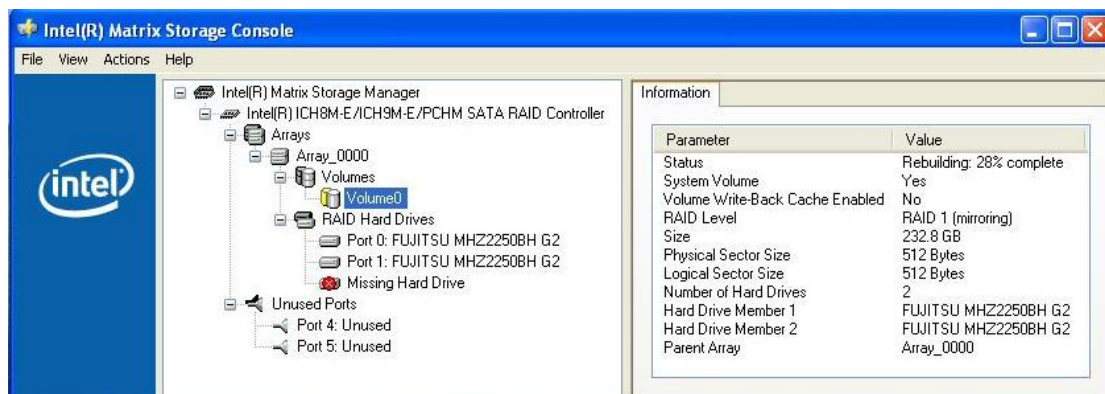 Intel(R) Matrix Storage Console
File View Actions Help
intel
Intel(R) Matrix Storage Manager
Intel(R) ICH8M-E/ICH9M-E/PCHM SATA RAID Controller
Arrays
Array_0000
Volumes
Volume0
RAID Hard Drives
Port 0: FUJITSU MHZ2250BH G2
Port 1: FUJITSU MHZ2250BH G2
Missing Hard Drive
Unused Ports
Port 4: Unused
Port 5: Unused
Information
Parameter Value
Status Rebuilding: 28% complete
System Volume Yes
Volume Write-Back Cache Enabled No
RAID Level RAID 1 (mirroring)
Size 232.8 GB
Physical Sector Size 512 Bytes
Logical Sector Size 512 Bytes
Number of Hard Drives 2
Hard Drive Member 1 FUJITSU MHZ2250BH G2
Hard Drive Member 2 FUJITSU MHZ2250BH G2
Parent Array Array_0000